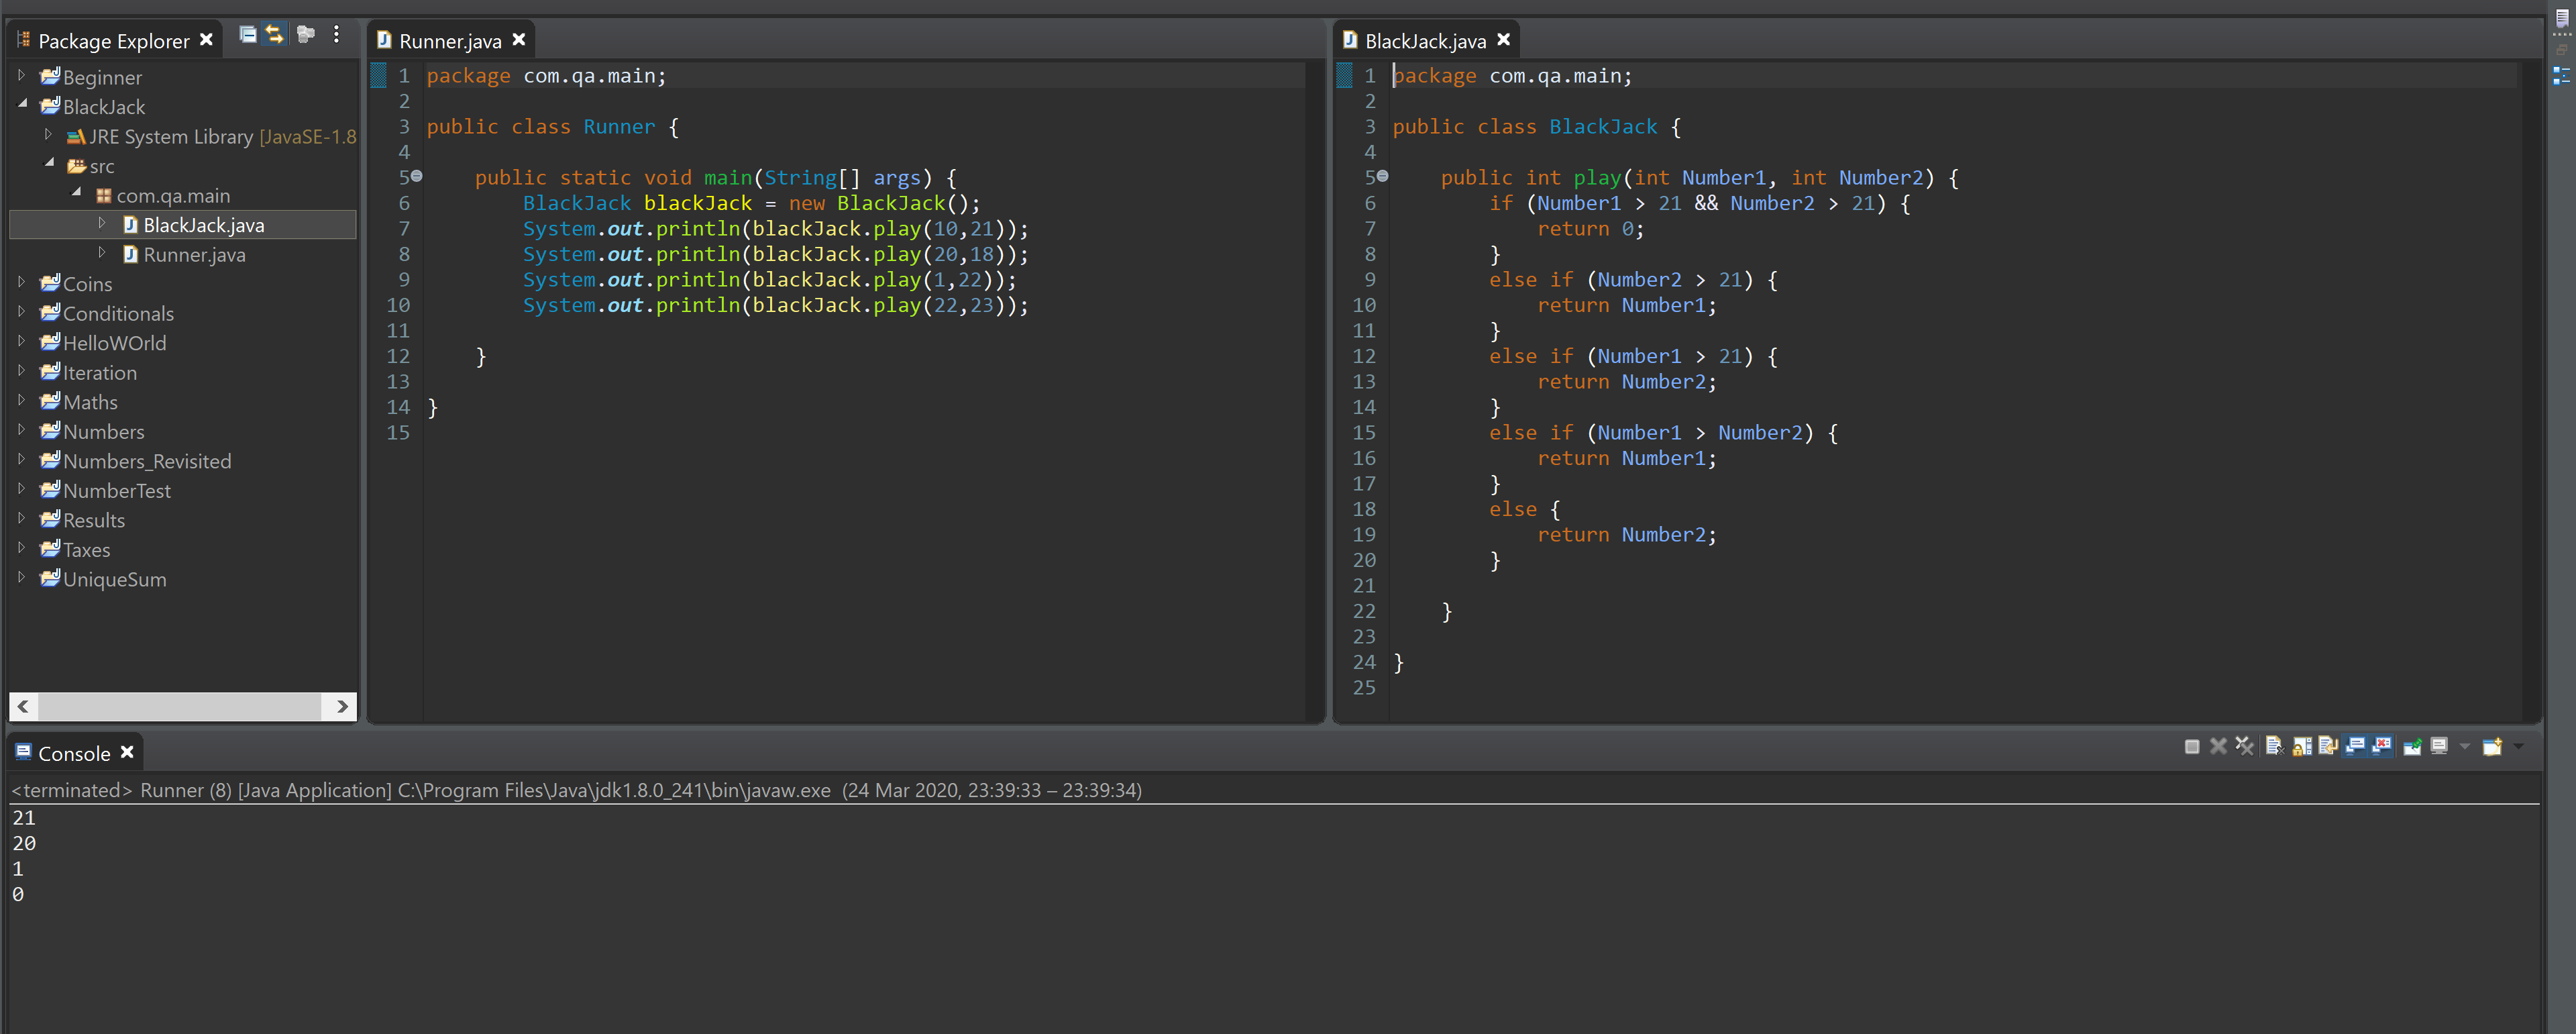 Package Explorer
Beginner
BlackJack
JRE System Library [JavaSE-1.8
src
com.qa.main
BlackJack.java
Runner.java
Coins
Conditionals
HelloWOrld
Iteration
Maths
Numbers
Numbers_Revisited
NumberTest
Results
Taxes
UniqueSum
Runner.java
1 package com.qa.main;
2
3 public class Runner {
4
5     public static void main(String[] args) {
6         BlackJack blackJack = new BlackJack();
7         System.out.println(blackJack.play(10,21));
8         System.out.println(blackJack.play(20,18));
9         System.out.println(blackJack.play(1,22));
10         System.out.println(blackJack.play(22,23));
11
12     }
13
14 }
15
BlackJack.java
1 package com.qa.main;
2
3 public class BlackJack {
4
5     public int play(int Number1, int Number2) {
6         if (Number1 > 21 && Number2 > 21) {
7             return 0;
8         }
9         else if (Number2 > 21) {
10             return Number1;
11         }
12         else if (Number1 > 21) {
13             return Number2;
14         }
15         else if (Number1 > Number2) {
16             return Number1;
17         }
18         else {
19             return Number2;
20         }
21
22     }
23
24 }
25
Console
<terminated> Runner (8) [Java Application] C:\Program Files\Java\jdk1.8.0_241\bin\javaw.exe (24 Mar 2020, 23:39:33 – 23:39:34)
21
20
1
0